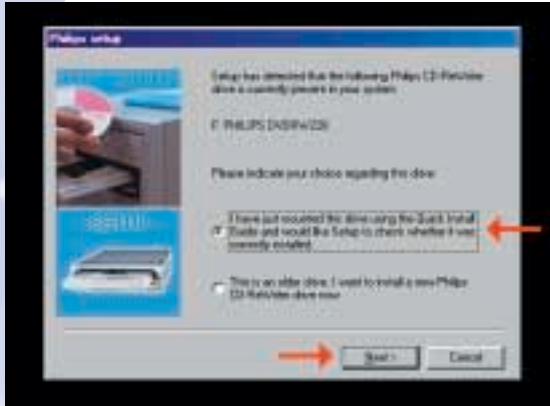 Philips setup
Setup has detected that the following Philips CD-ReWriter
drive is currently present in your system:
PHILIPS
Please indicate your choice regarding this drive:
I have just mounted this drive using the Quick Install
Guide and would like Setup to check whether it was
correctly installed.
This is an older drive. I want to install a new Philips
CD-ReWriter drive now.
Next >
Cancel